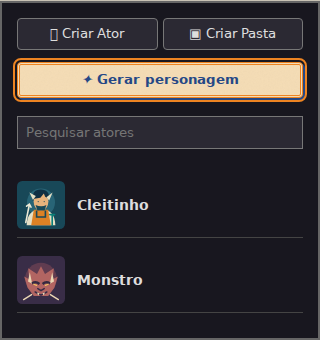 Criar Ator
Criar Pasta
Gerar personagem
Pesquisar atores
Cleitinho
Monstro